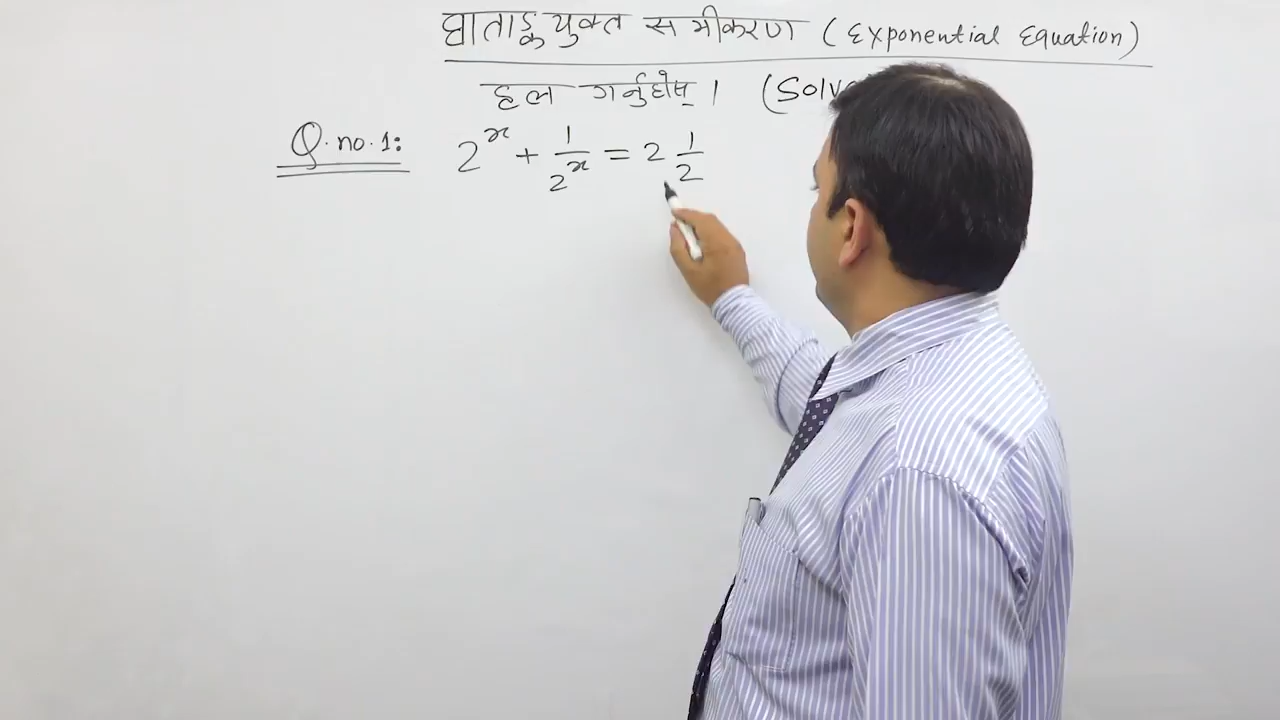 घाताङ्कयुक्त समीकरण (Exponential Equation)
हल गर्नुहोस् । (Solv
Q.no.1: 2^x + 1/2^x = 2 1/2